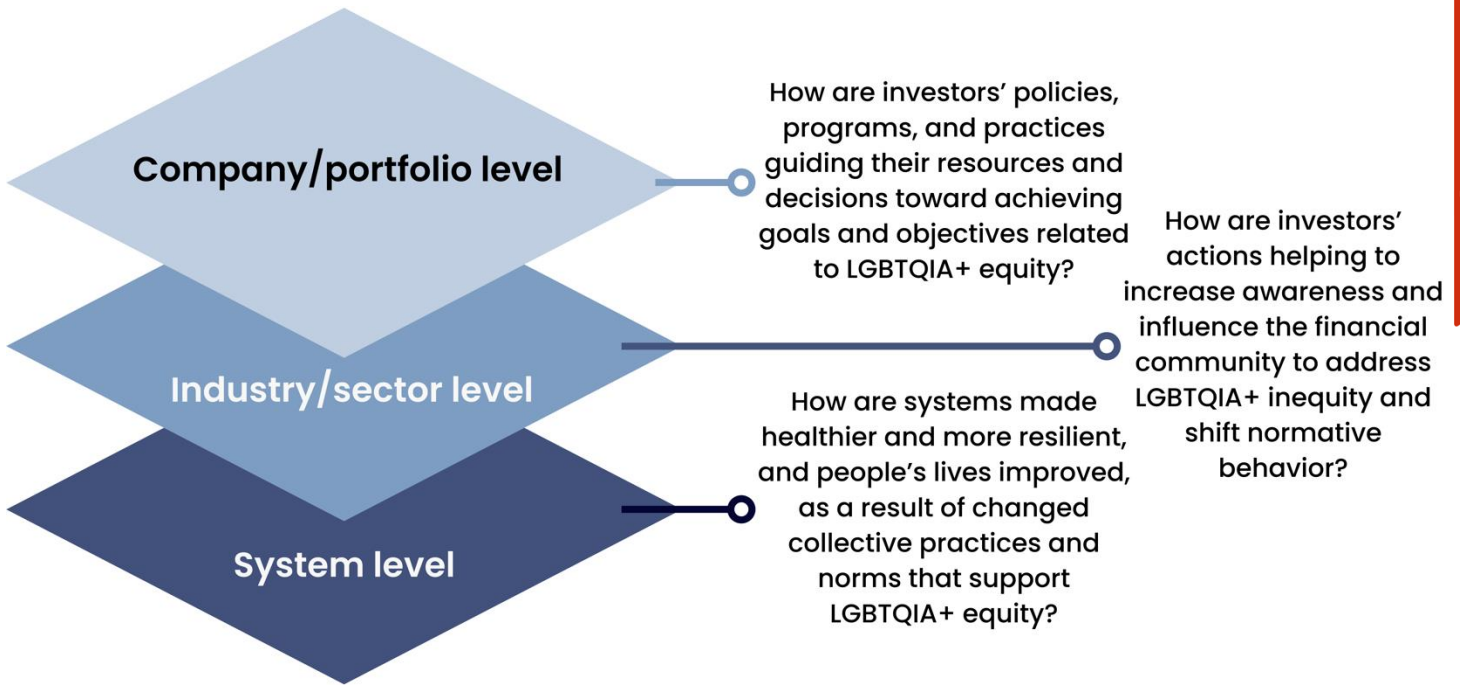 Company/portfolio level
How are investors' policies,
programs, and practices
guiding their resources and
decisions toward achieving
goals and objectives related
to LGBTQIA+ equity?
Industry/sector level
How are investors'
actions helping to
increase awareness and
influence the financial
community to address
LGBTQIA+ inequity and
shift normative
behavior?
System level
How are systems made
healthier and more resilient,
and people's lives improved,
as a result of changed
collective practices and
norms that support
LGBTQIA+ equity?